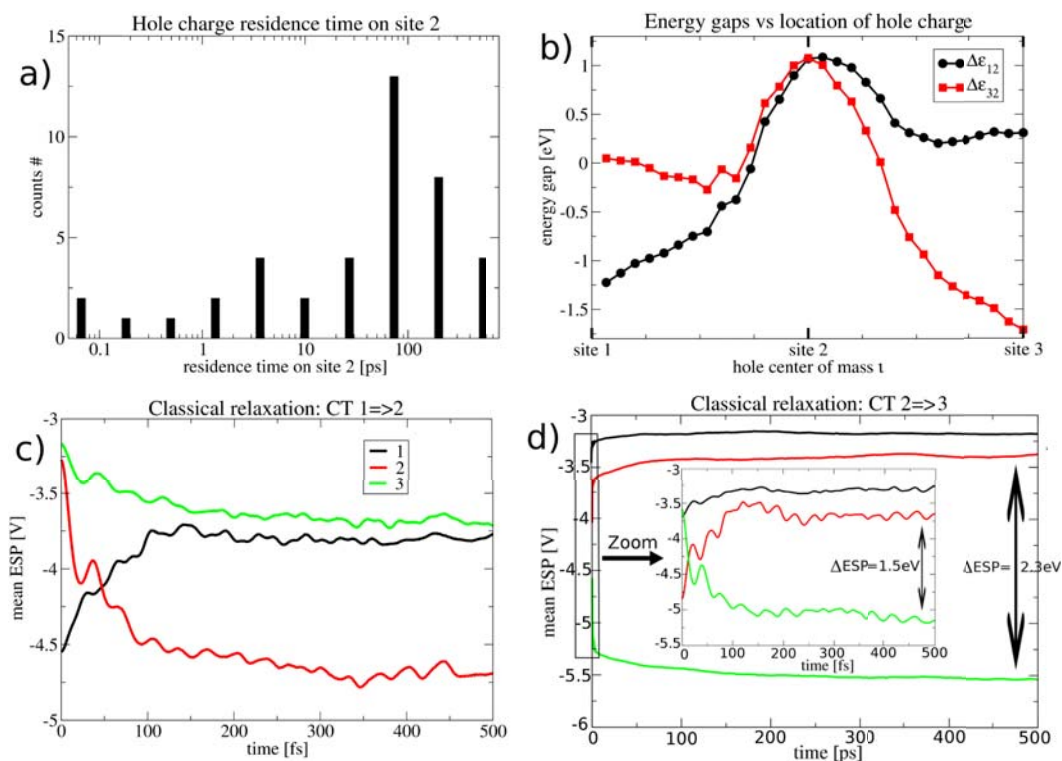 Hole charge residence time on site 2
a)
15
10
5
0
counts #
0.1 1 10 100
residence time on site 2 [ps]
Energy gaps vs location of hole charge
b)
Δε12
Δε32
1
0.5
0
-0.5
-1
-1.5
energy gap [eV]
site 1 site 2 site 3
hole center of mass ι
Classical relaxation: CT 1=>2
c)
1
2
3
-3
-3.5
-4
-4.5
-5
mean ESP [V]
0 100 200 300 400 500
time [fs]
Classical relaxation: CT 2=>3
d)
-3
-3.5
-4
-4.5
-5
-5.5
-6
mean ESP [V]
Zoom
-3
-3.5
-4
-4.5
-5
-5.5
ΔESP=1.5eV
0 100 200 300 400 500
time [fs]
ΔESP= 2.3eV
0 100 200 300 400 500
time [ps]